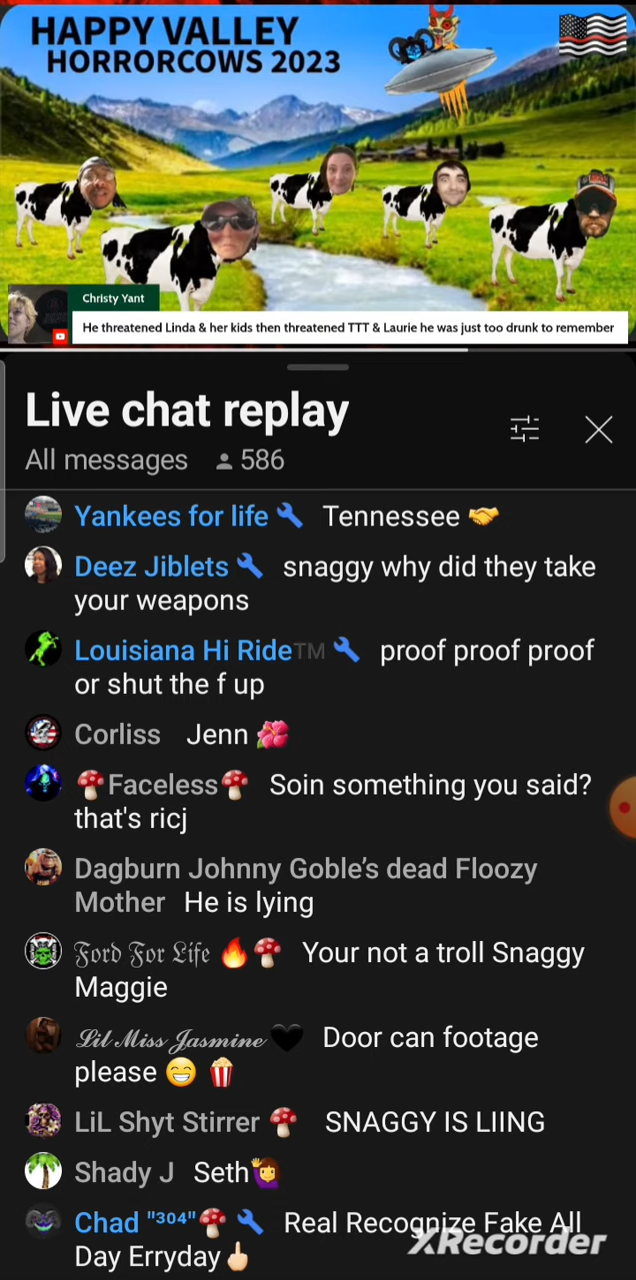 HAPPY VALLEY
HORRORCOWS 2023
Christy Yant
He threatened Linda & her kids then threatened TTT & Laurie he was just too drunk to remember
Live chat replay
All messages 586
Yankees for life 🔧 Tennessee 🤝
Deez Jiblets 🔧 snaggy why did they take
your weapons
Louisiana Hi Ride™ 🔧 proof proof proof
or shut the f up
Corliss Jenn 🌺
🍄Faceless🍄 Soin something you said?
that's ricj
Dagburn Johnny Goble’s dead Floozy
Mother He is lying
𝔉𝔬𝔯𝔡 𝔉𝔬𝔯 𝔏𝔦𝔣𝔢 🔥🍄 Your not a troll Snaggy
Maggie
𝓛𝓲𝓵 𝓜𝓲𝓼𝓼 𝓙𝓪𝓼𝓶𝓲𝓷𝓮🖤 Door can footage
please 😁 🍿
LiL Shyt Stirrer 🍄 SNAGGY IS LIING
Shady J Seth🙋‍♀️
Chad "³⁰⁴"🍄 🔧 Real Recognize Fake All
Day Erryday🖕🏻
XRecorder